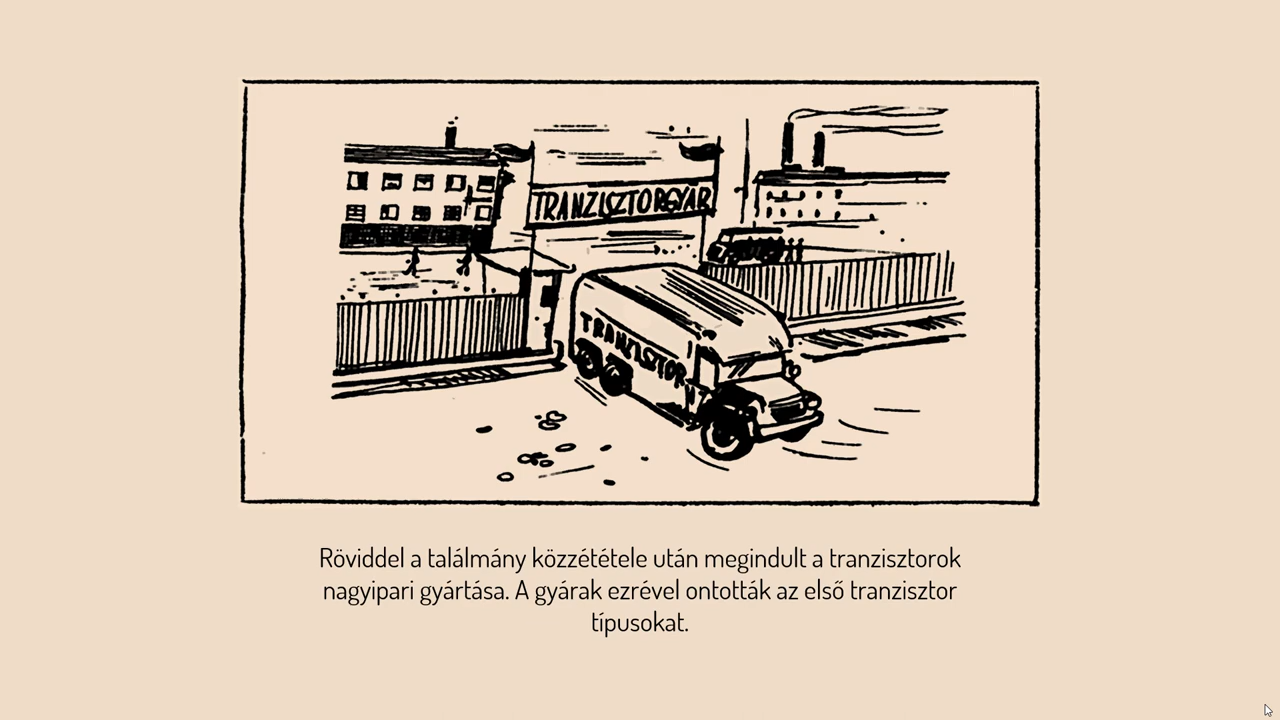 TRANZISZTORGYÁR
TRANZISZTOR
Röviddel a találmány közzététele után megindult a tranzisztorok
nagyipari gyártása. A gyárak ezrével ontották az első tranzisztor
típusokat.